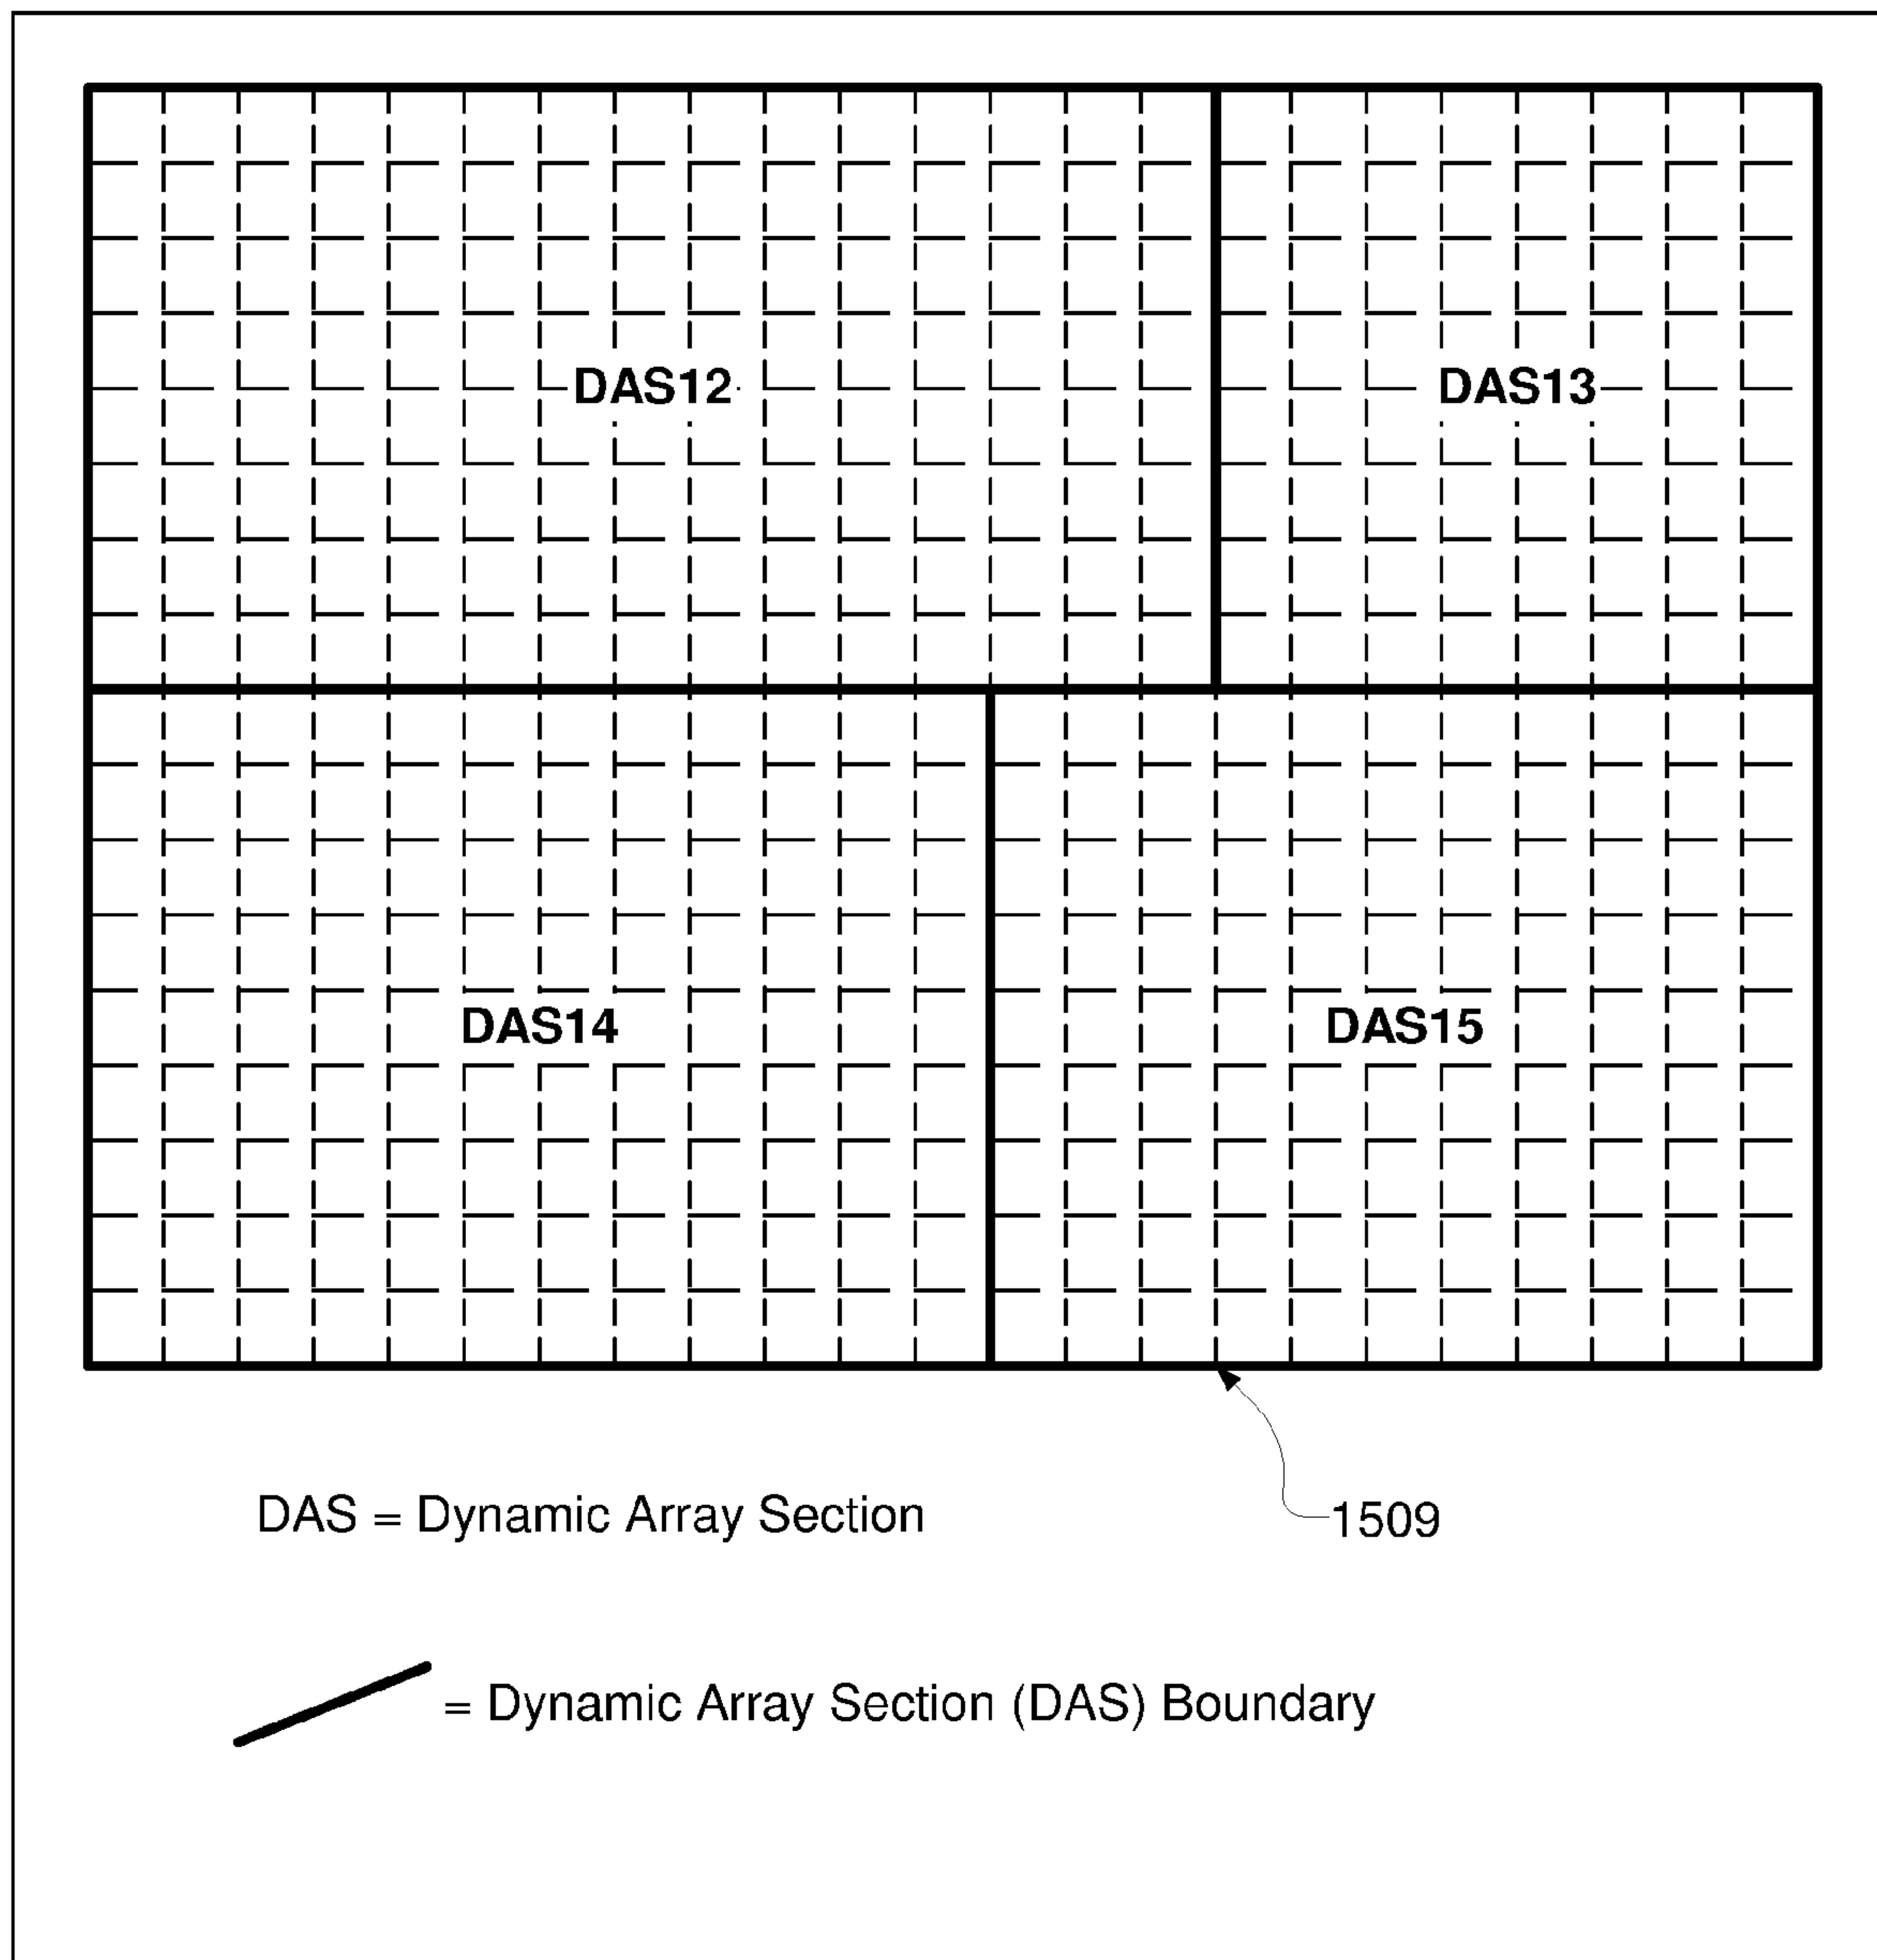 DAS12
DAS13
DAS14
DAS15
DAS = Dynamic Array Section
1509
= Dynamic Array Section (DAS) Boundary